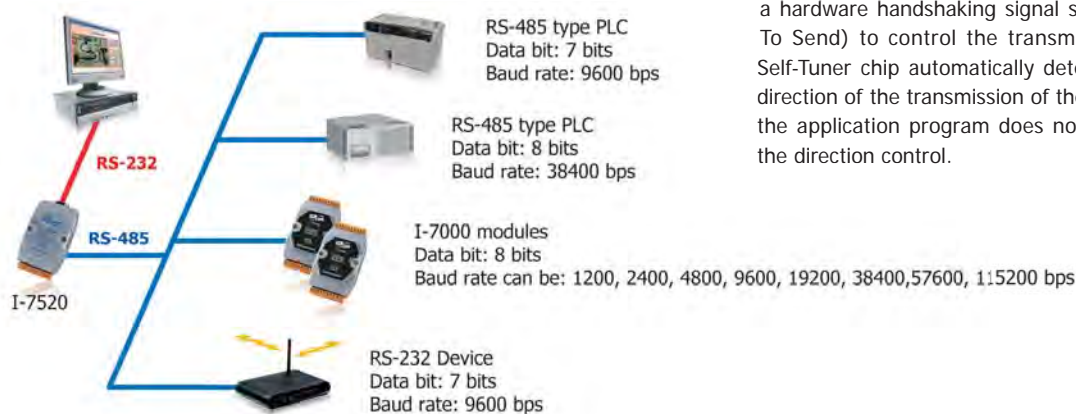 RS-485 type PLC
Data bit: 7 bits
Baud rate: 9600 bps
a hardware handshaking signal s
To Send) to control the transm
Self-Tuner chip automatically dete
direction of the transmission of the
the application program does no
the direction control.
RS-485 type PLC
Data bit: 8 bits
Baud rate: 38400 bps
RS-232
RS-485
I-7520
I-7000 modules
Data bit: 8 bits
Baud rate can be: 1200, 2400, 4800, 9600, 19200, 38400,57600, 115200 bps
RS-232 Device
Data bit: 7 bits
Baud rate: 9600 bps